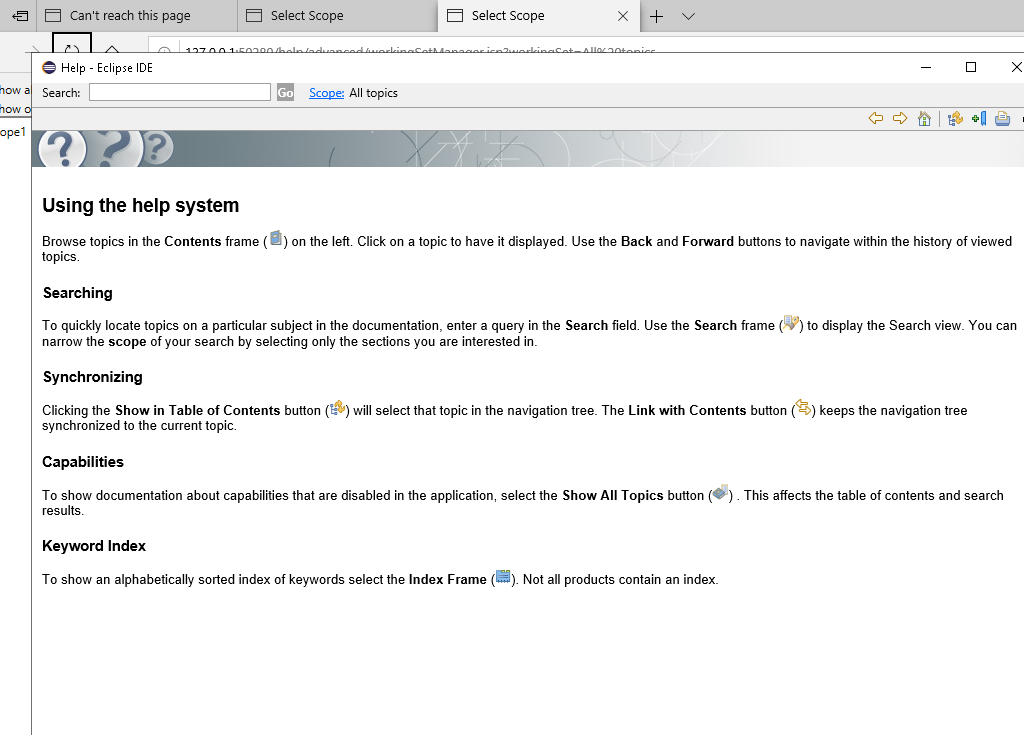 Can't reach this page
Select Scope
Select Scope
127.0.0.1:50280/help/advanced/workingSetManager.jsp?workingSet=All%20topics
Help - Eclipse IDE
how a
Search:
Go
Scope: All topics
how o
ope1
Using the help system
Browse topics in the Contents frame ( ) on the left. Click on a topic to have it displayed. Use the Back and Forward buttons to navigate within the history of viewed
topics.
Searching
To quickly locate topics on a particular subject in the documentation, enter a query in the Search field. Use the Search frame ( ) to display the Search view. You can
narrow the scope of your search by selecting only the sections you are interested in.
Synchronizing
Clicking the Show in Table of Contents button ( ) will select that topic in the navigation tree. The Link with Contents button ( ) keeps the navigation tree
synchronized to the current topic.
Capabilities
To show documentation about capabilities that are disabled in the application, select the Show All Topics button ( ) . This affects the table of contents and search
results.
Keyword Index
To show an alphabetically sorted index of keywords select the Index Frame ( ). Not all products contain an index.